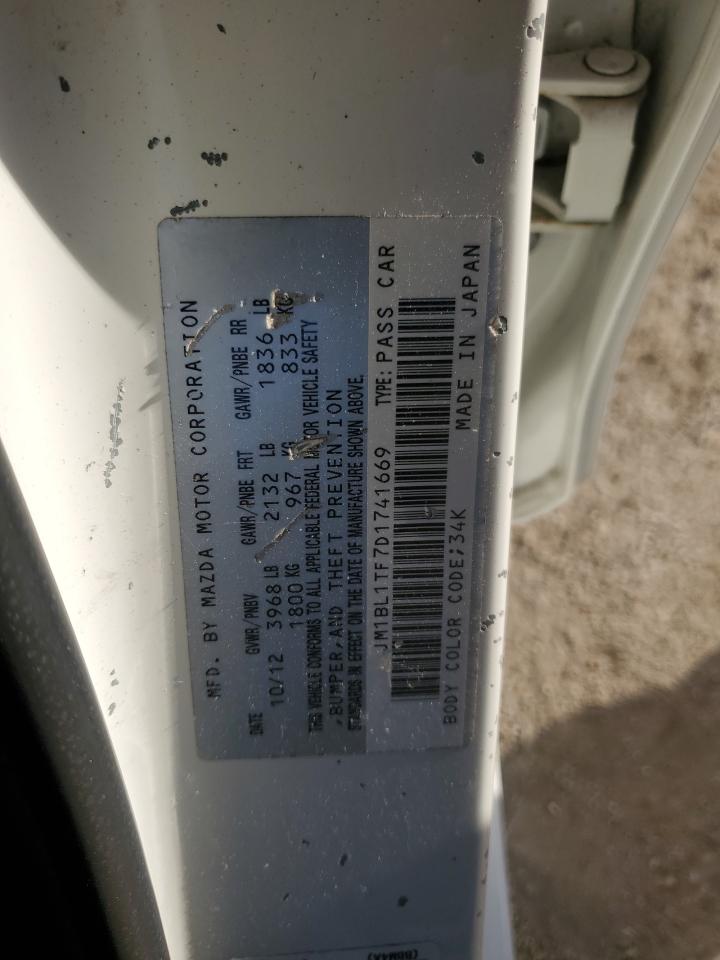 MFD. BY MAZDA MOTOR CORPORATION
DATE GVWR/PNBV GAWR/PNBE FRT GAWR/PNBE RR
10/12 3968 LB 2132 LB 1836 LB
1800 KG 967 KG 833 KG
THIS VEHICLE CONFORMS TO ALL APPLICABLE FEDERAL MOTOR VEHICLE SAFETY
,BUMPER,AND THEFT PREVENTION
STANDARDS IN EFFECT ON THE DATE OF MANUFACTURE SHOWN ABOVE.
JM1BL1TF7D1741669 TYPE: PASS CAR
BODY COLOR CODE;34K MADE IN JAPAN